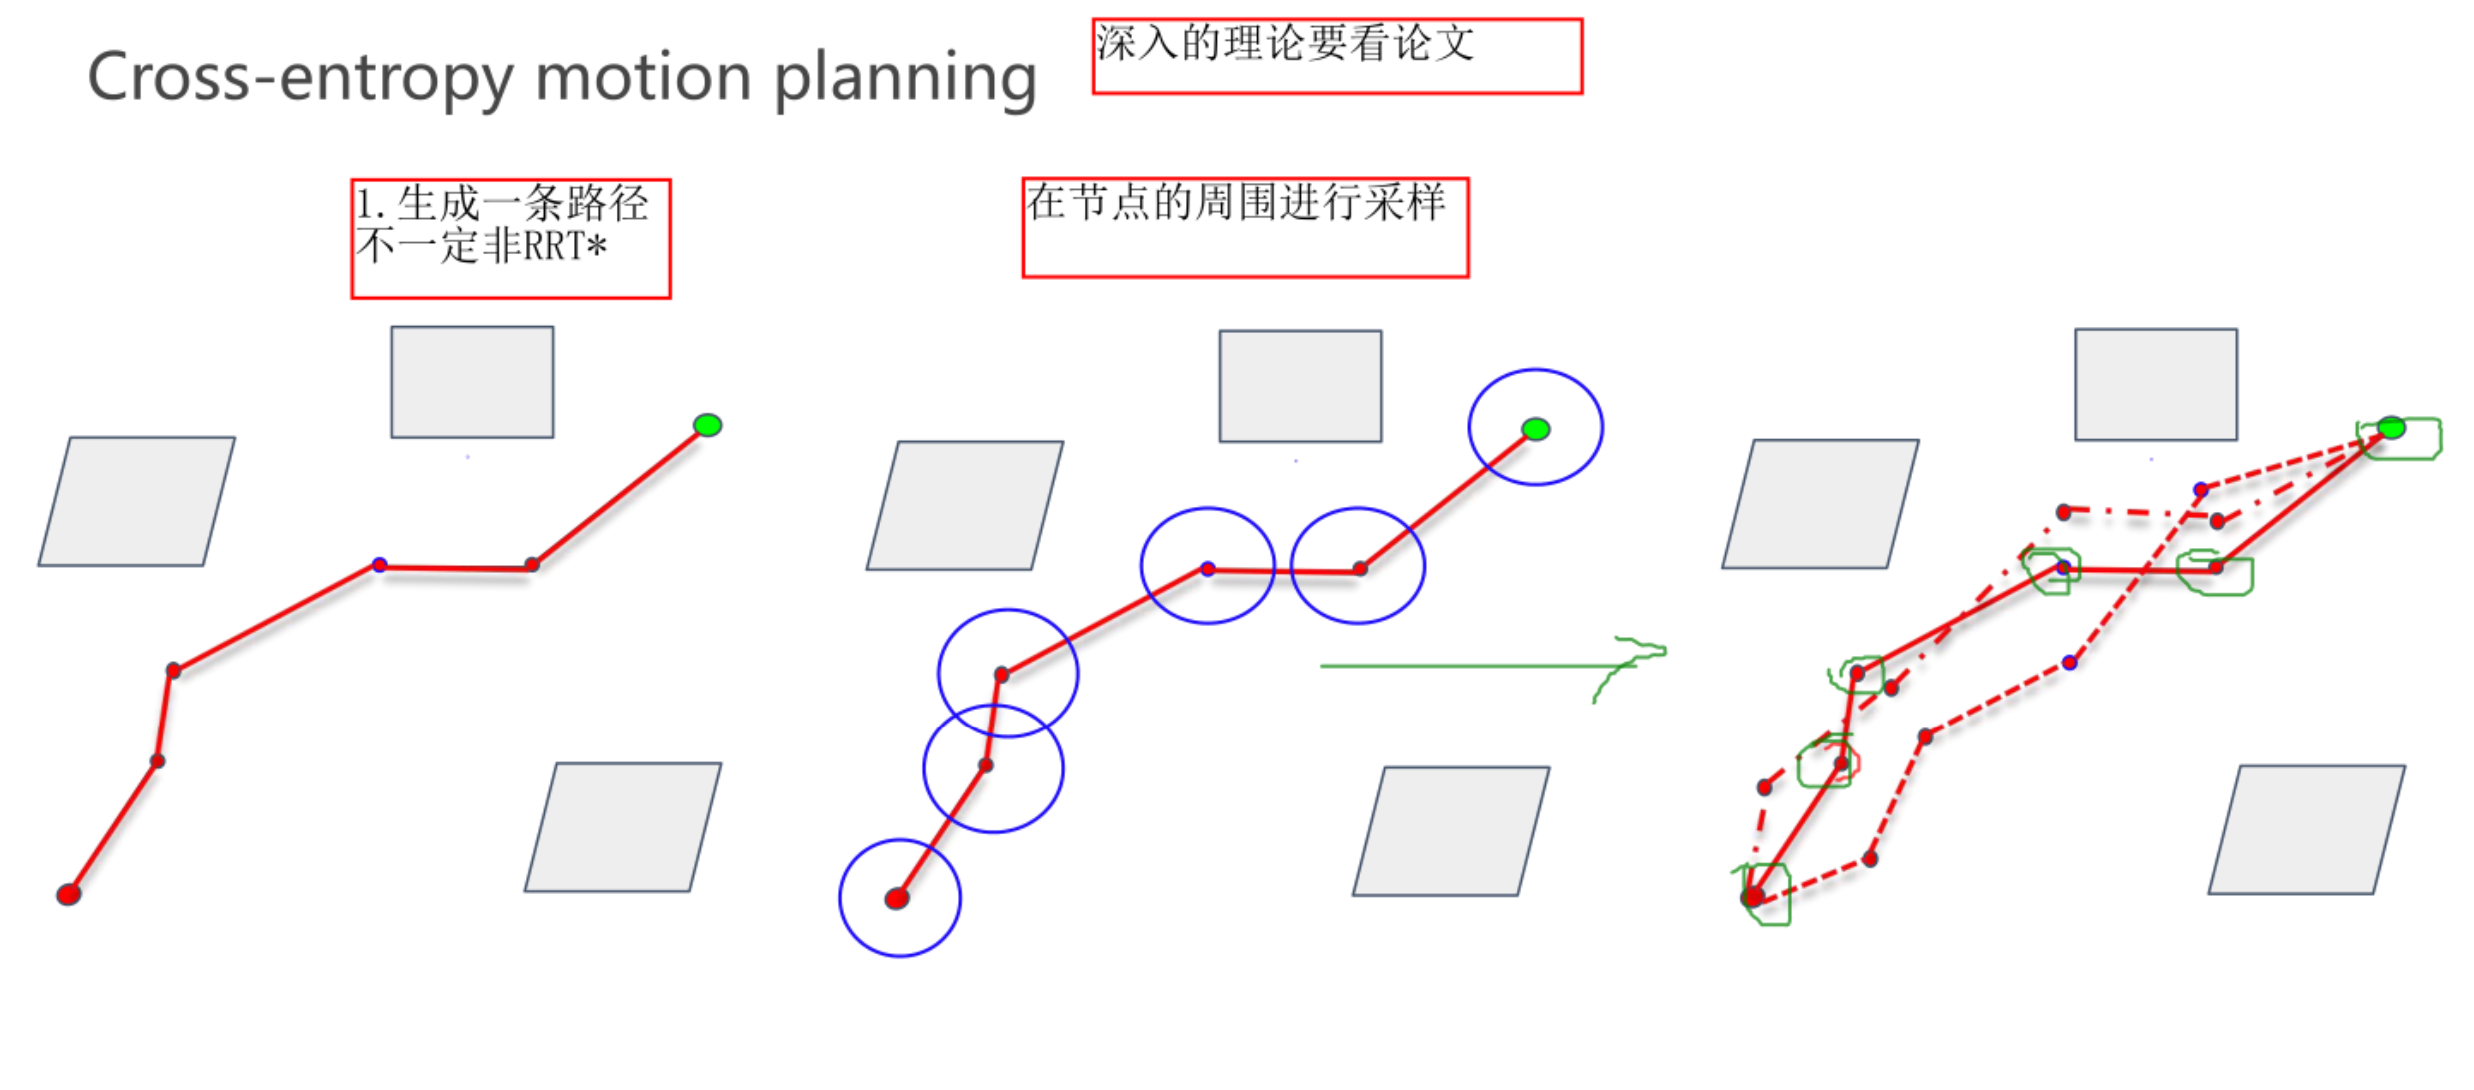 深入的理论要看论文
Cross-entropy motion planning
1.生成一条路径
不一定非RRT*
在节点的周围进行采样